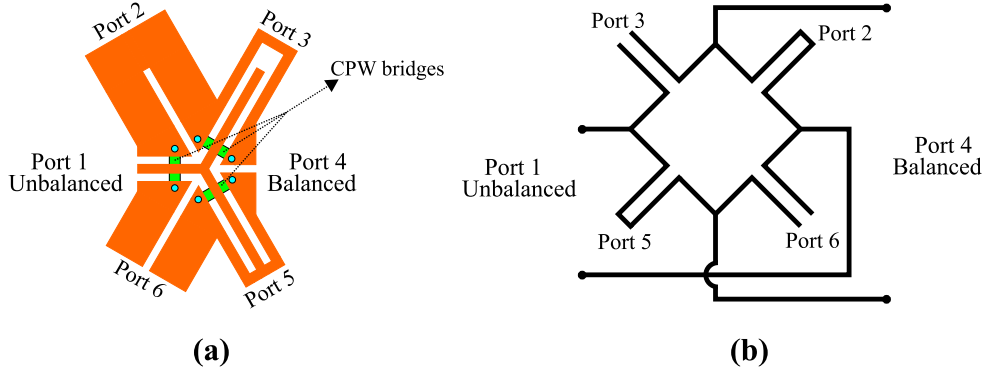 Port 2
Port 3
CPW bridges
Port 1
Unbalanced
Port 4
Balanced
Port 6
Port 5
(a)
Port 3
Port 2
Port 1
Unbalanced
Port 4
Balanced
Port 5
Port 6
(b)